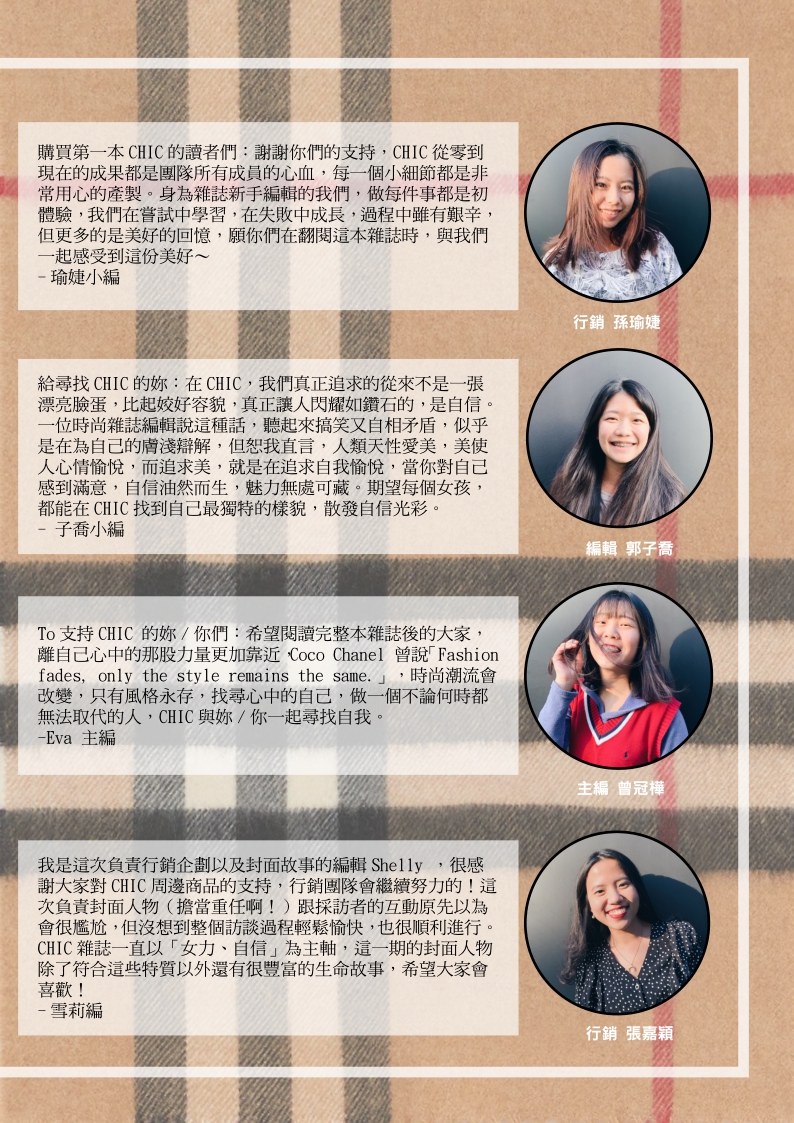 購買第一本 CHIC 的讀者們：謝謝你們的支持，CHIC 從零到
現在的成果都是團隊所有成員的心血，每一個小細節都是非
常用心的產製。身為雜誌新手編輯的我們，做每件事都是初
體驗，我們在嘗試中學習，在失敗中成長，過程中雖有艱辛，
但更多的是美好的回憶，願你們在翻閱這本雜誌時，與我們
一起感受到這份美好～
- 瑜婕小編
行銷 孫瑜婕
給尋找 CHIC 的妳：在 CHIC，我們真正追求的從來不是一張
漂亮臉蛋，比起姣好容貌，真正讓人閃耀如鑽石的，是自信。
一位時尚雜誌編輯說這種話，聽起來搞笑又自相矛盾，似乎
是在為自己的膚淺辯解，但恕我直言，人類天性愛美，美使
人心情愉悅，而追求美，就是在追求自我愉悅，當你對自己
感到滿意，自信油然而生，魅力無處可藏。期望每個女孩，
都能在 CHIC 找到自己最獨特的樣貌，散發自信光彩。
- 子喬小編
編輯 郭子喬
To 支持 CHIC 的妳 / 你們：希望閱讀完整本雜誌後的大家，
離自己心中的那股力量更加靠近，Coco Chanel 曾說「Fashion
fades, only the style remains the same.」，時尚潮流會
改變，只有風格永存，找尋心中的自己，做一個不論何時都
無法取代的人，CHIC 與妳 / 你一起尋找自我。
-Eva 主編
主編 曾冠樺
我是這次負責行銷企劃以及封面故事的編輯 Shelly ，很感
謝大家對 CHIC 周邊商品的支持，行銷團隊會繼續努力的！這
次負責封面人物（擔當重任啊！）跟採訪者的互動原先以為
會很尷尬，但沒想到整個訪談過程輕鬆愉快，也很順利進行。
CHIC 雜誌一直以「女力、自信」為主軸，這一期的封面人物
除了符合這些特質以外還有很豐富的生命故事，希望大家會
喜歡！
- 雪莉編
行銷 張嘉穎